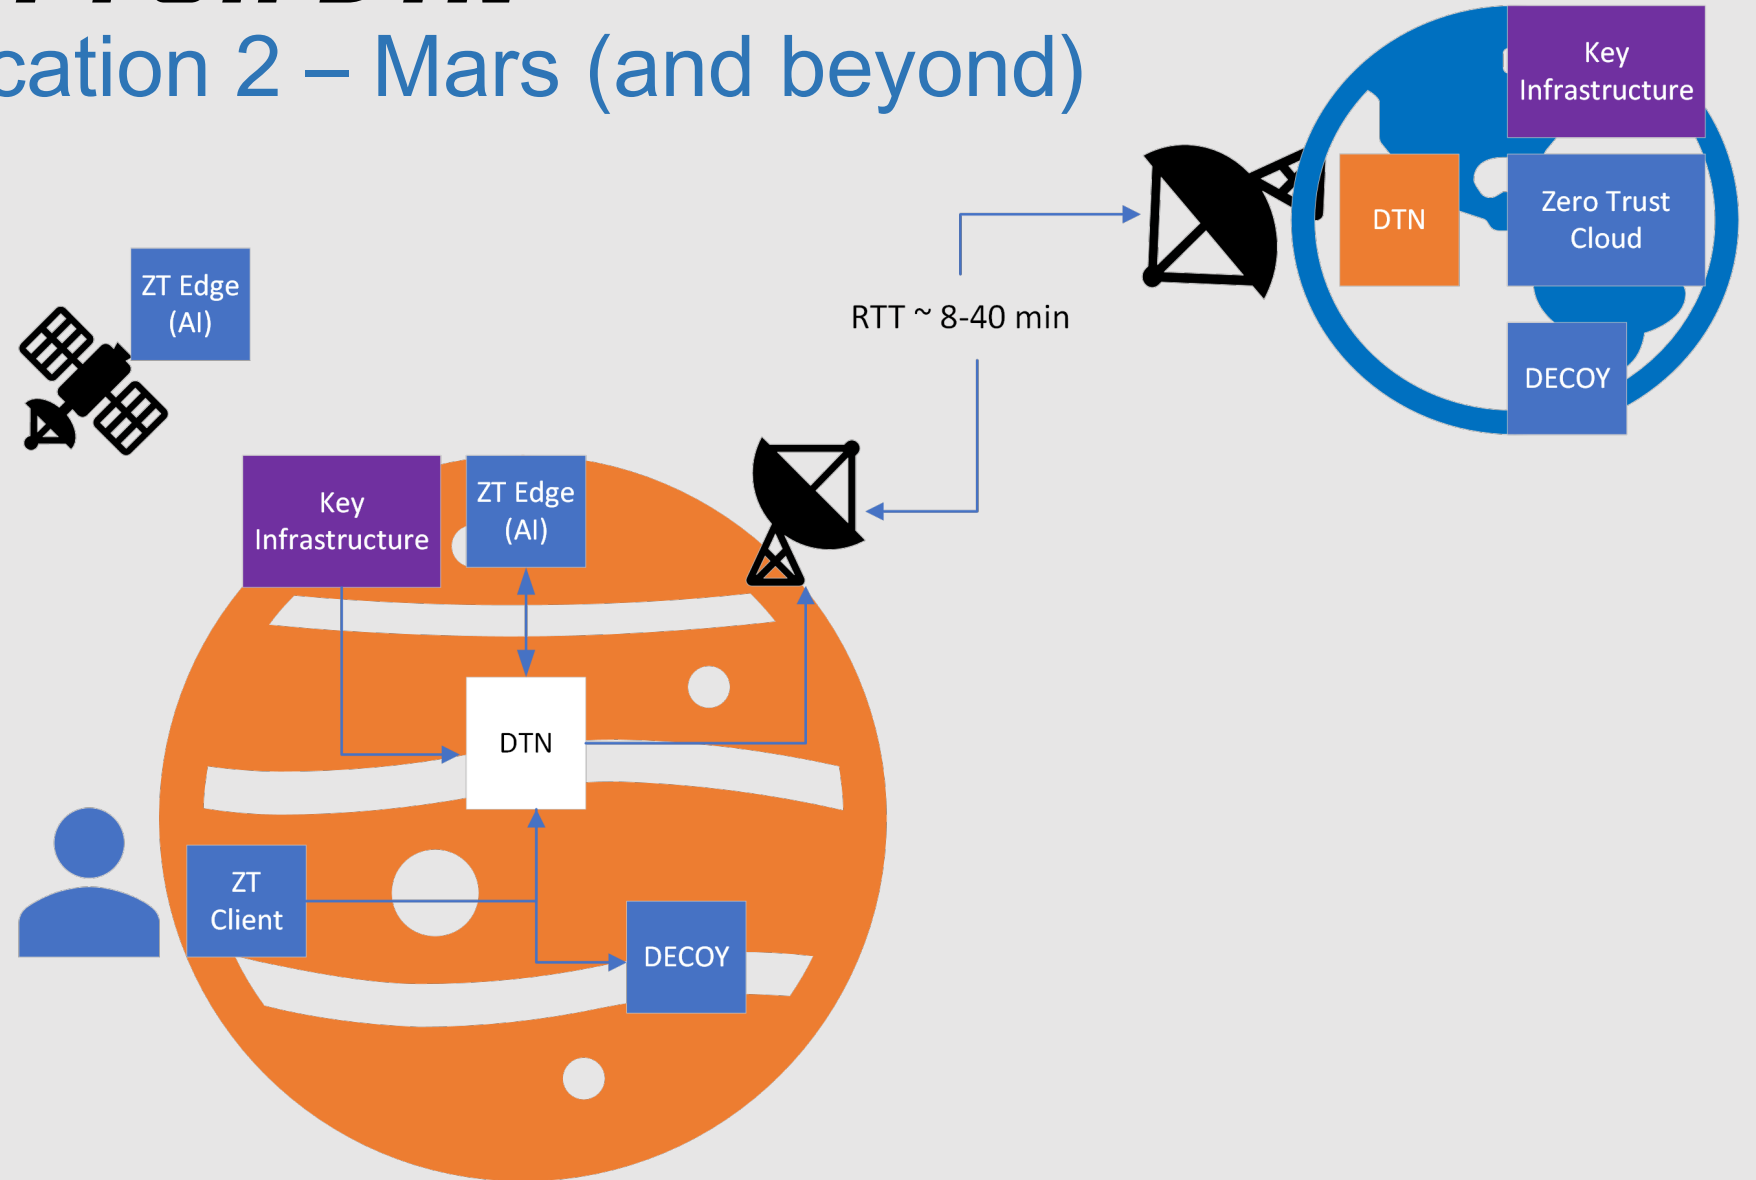 cation 2 – Mars (and beyond)
Key
Infrastructure
DTN
Zero Trust
Cloud
DECOY
RTT ~ 8-40 min
ZT Edge
(AI)
Key
Infrastructure
ZT Edge
(AI)
DTN
ZT
Client
DECOY